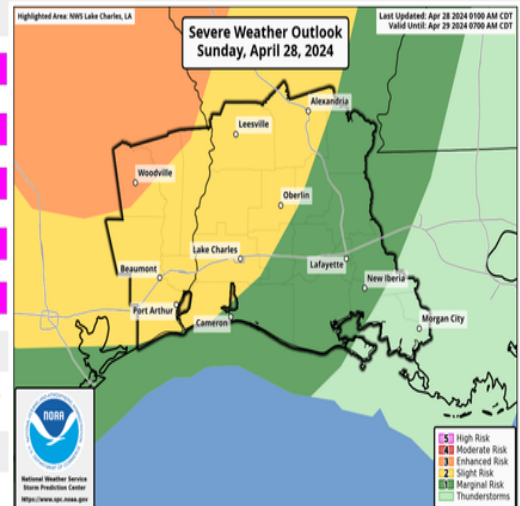 Highlighted Area: NWS Lake Charles, LA
Severe Weather Outlook
Sunday, April 28, 2024
Last Updated: Apr 28 2024 0100 AM CDT
Valid Until: Apr 29 2024 0700 AM CDT
Alexandria
Leesville
Woodville
Oberlin
Lake Charles
Lafayette
Beaumont
New Iberia
Port Arthur
Cameron
Morgan City
NOAA
National Weather Service
Storm Prediction Center
https://www.spc.noaa.gov
5 High Risk
4 Moderate Risk
3 Enhanced Risk
2 Slight Risk
1 Marginal Risk
Thunderstorms